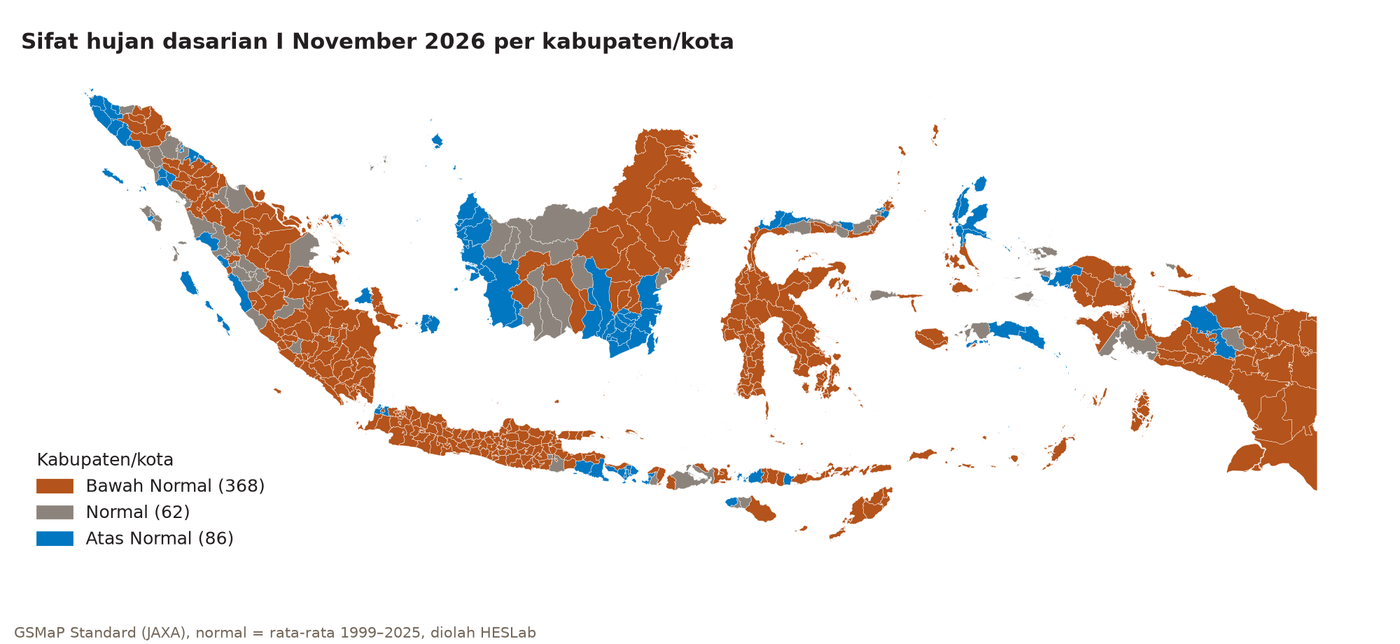 Sifat hujan dasarian I November 2026 per kabupaten/kota
Kabupaten/kota
Bawah Normal (368)
Normal (62)
Atas Normal (86)
GSMaP Standard (JAXA), normal = rata-rata 1999–2025, diolah HESLab